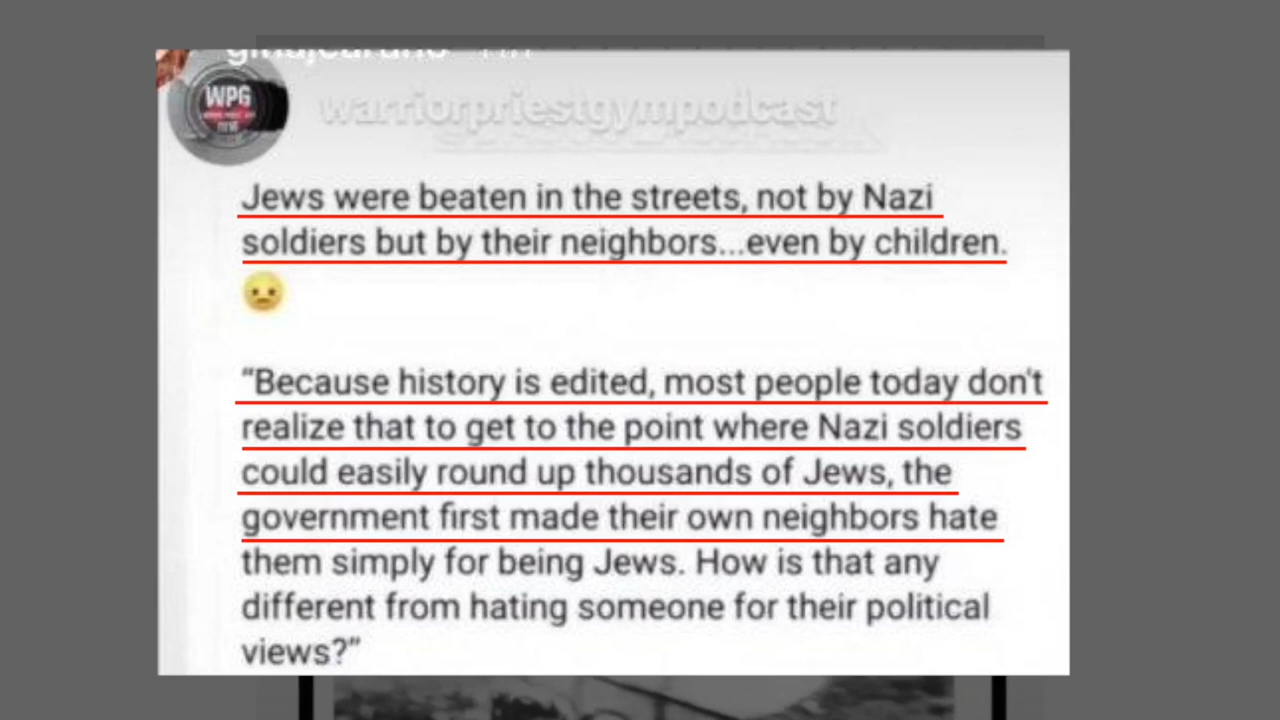 WPG
warriorpriestgympodcast
Jews were beaten in the streets, not by Nazi
soldiers but by their neighbors...even by children.
😐
“Because history is edited, most people today don't
realize that to get to the point where Nazi soldiers
could easily round up thousands of Jews, the
government first made their own neighbors hate
them simply for being Jews. How is that any
different from hating someone for their political
views?”